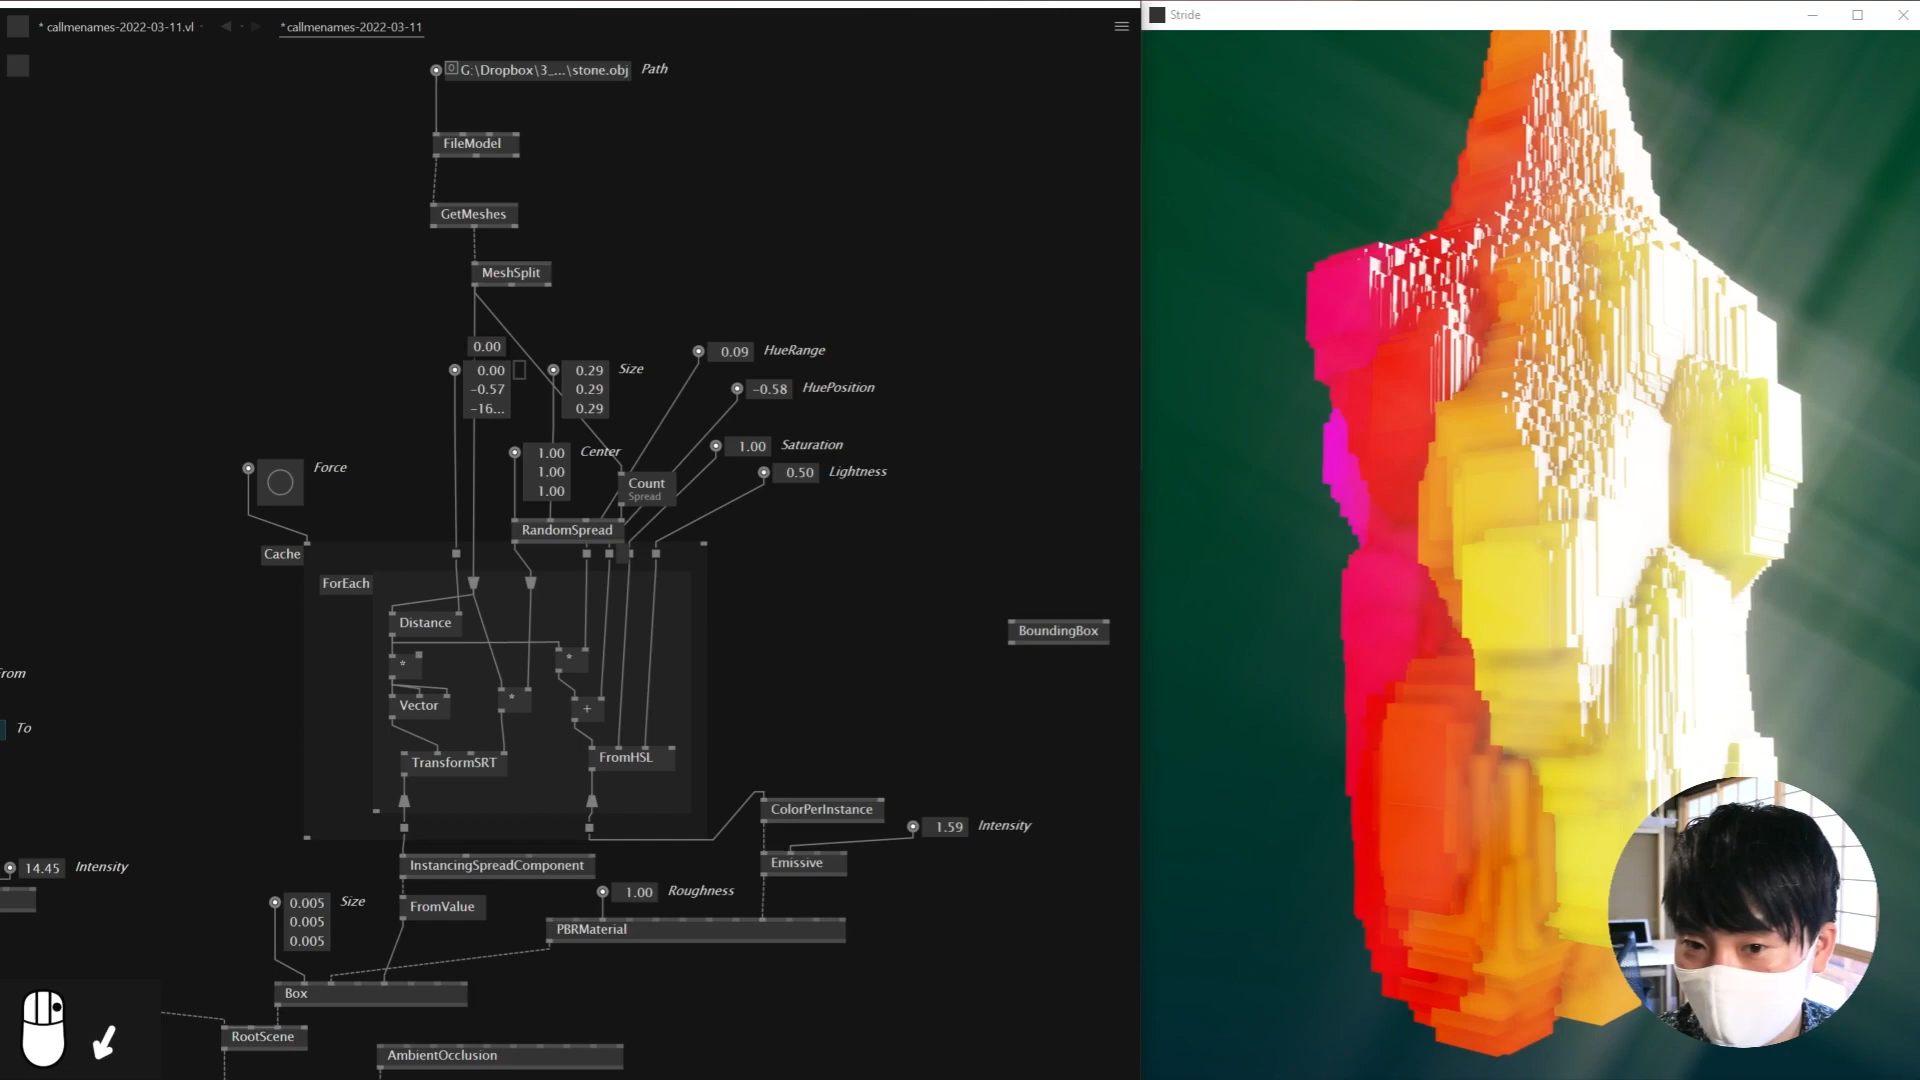 * callmenames-2022-03-11.vl
* callmenames-2022-03-11
Stride
G:\Dropbox\3_...\stone.obj
Path
FileModel
GetMeshes
MeshSplit
0.00
0.00
-0.57
-16...
0.29
0.29
0.29
Size
0.09
HueRange
-0.58
HuePosition
1.00
1.00
1.00
Center
1.00
Saturation
0.50
Lightness
Force
Count
Spread
RandomSpread
Cache
ForEach
Distance
*
*
Vector
*
+
BoundingBox
TransformSRT
FromHSL
To
ColorPerInstance
1.59
Intensity
Emissive
14.45
Intensity
InstancingSpreadComponent
1.00
Roughness
0.005
0.005
0.005
Size
FromValue
PBRMaterial
Box
RootScene
AmbientOcclusion